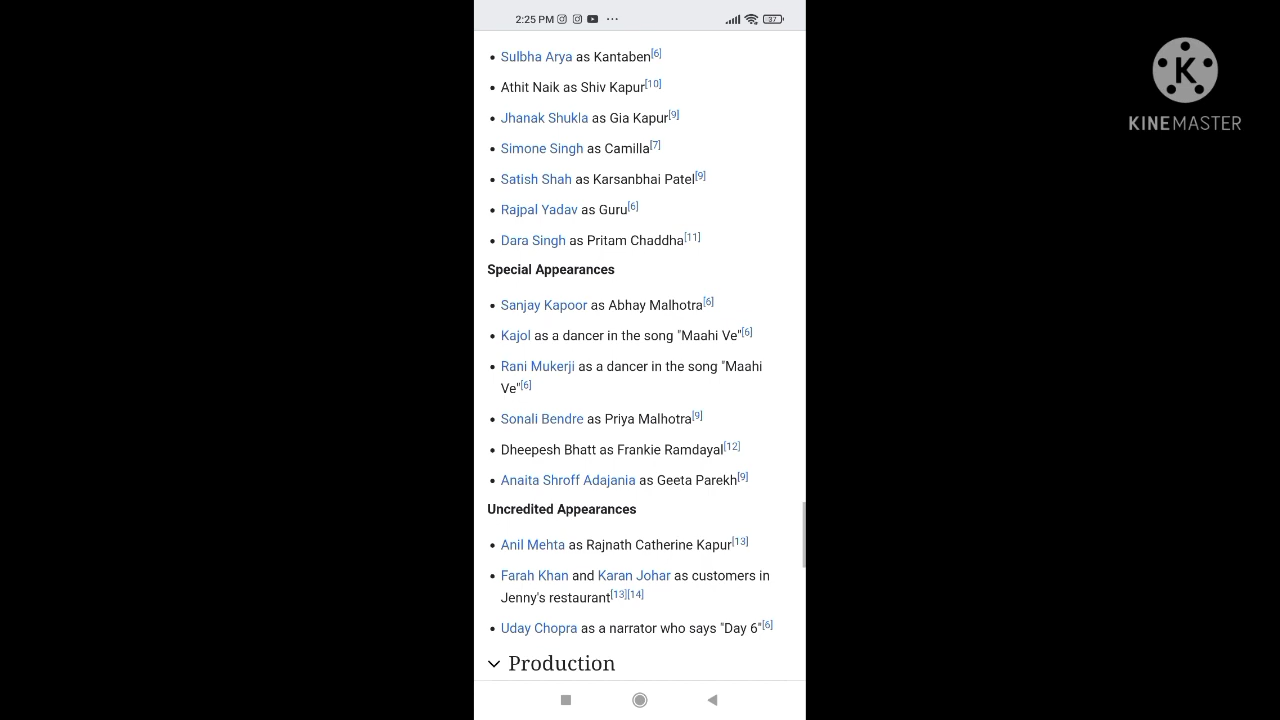 2:25 PM
37
• Sulbha Arya as Kantaben[6]
• Athit Naik as Shiv Kapur[10]
• Jhanak Shukla as Gia Kapur[9]
• Simone Singh as Camilla[7]
• Satish Shah as Karsanbhai Patel[9]
• Rajpal Yadav as Guru[6]
• Dara Singh as Pritam Chaddha[11]
Special Appearances
• Sanjay Kapoor as Abhay Malhotra[6]
• Kajol as a dancer in the song "Maahi Ve"[6]
• Rani Mukerji as a dancer in the song "Maahi
Ve"[6]
• Sonali Bendre as Priya Malhotra[9]
• Dheepesh Bhatt as Frankie Ramdayal[12]
• Anaita Shroff Adajania as Geeta Parekh[9]
Uncredited Appearances
• Anil Mehta as Rajnath Catherine Kapur[13]
• Farah Khan and Karan Johar as customers in
Jenny's restaurant[13][14]
• Uday Chopra as a narrator who says "Day 6"[6]
Production
K
KINEMASTER